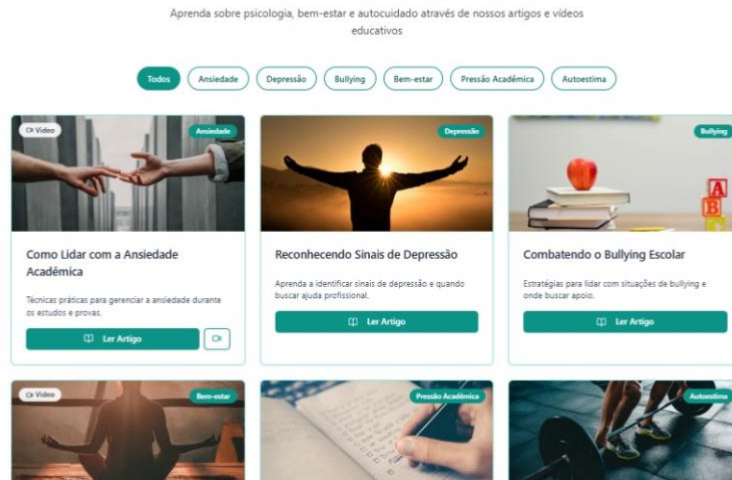 Aprenda sobre psicologia, bem-estar e autocuidado através de nossos artigos e vídeos
educativos
Todos
Ansiedade
Depressão
Bullying
Bem-estar
Pressão Acadêmica
Autoestima
Vídeo
Ansiedade
Como Lidar com a Ansiedade
Acadêmica
Técnicas práticas para gerenciar a ansiedade durante
os estudos e provas.
Ler Artigo
Depressão
Reconhecendo Sinais de Depressão
Aprenda a identificar sinais de depressão e quando
buscar ajuda profissional.
Ler Artigo
Bullying
A
B
Combatendo o Bullying Escolar
Estratégias para lidar com situações de bullying e
onde buscar apoio.
Ler Artigo
Vídeo
Bem-estar
Pressão Acadêmica
Autoestima